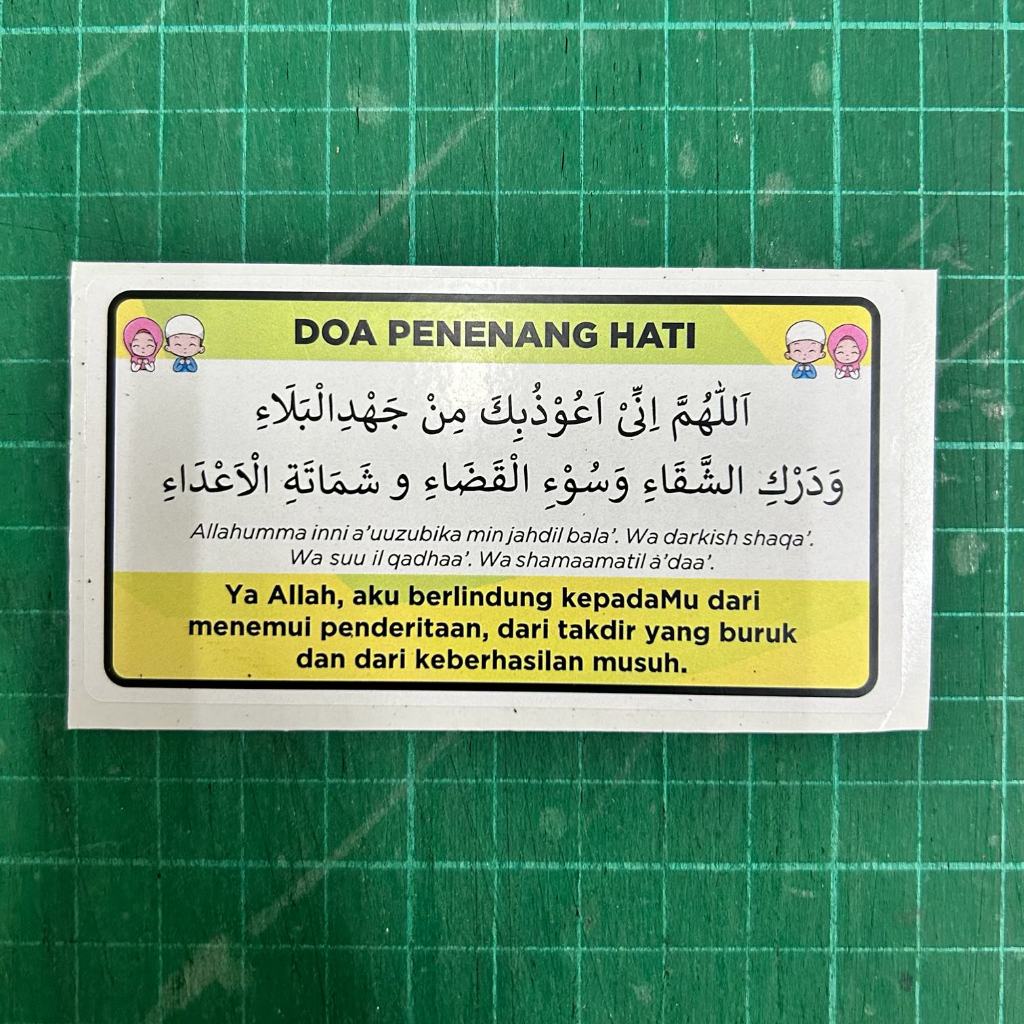 DOA PENENANG HATI
اَللّٰهُمَّ اِنِّىْ اَعُوْذُبِكَ مِنْ جَهْدِالْبَلَاءِ
وَدَرْكِ الشَّقَاءِ وَسُوْءِ الْقَضَاءِ و شَمَاتَةِ الْاَعْدَاءِ
Allahumma inni a'uuzubika min jahdil bala'. Wa darkish shaqa'.
Wa suu il qadhaa'. Wa shamaamatil a'daa'.
Ya Allah, aku berlindung kepadaMu dari
menemui penderitaan, dari takdir yang buruk
dan dari keberhasilan musuh.